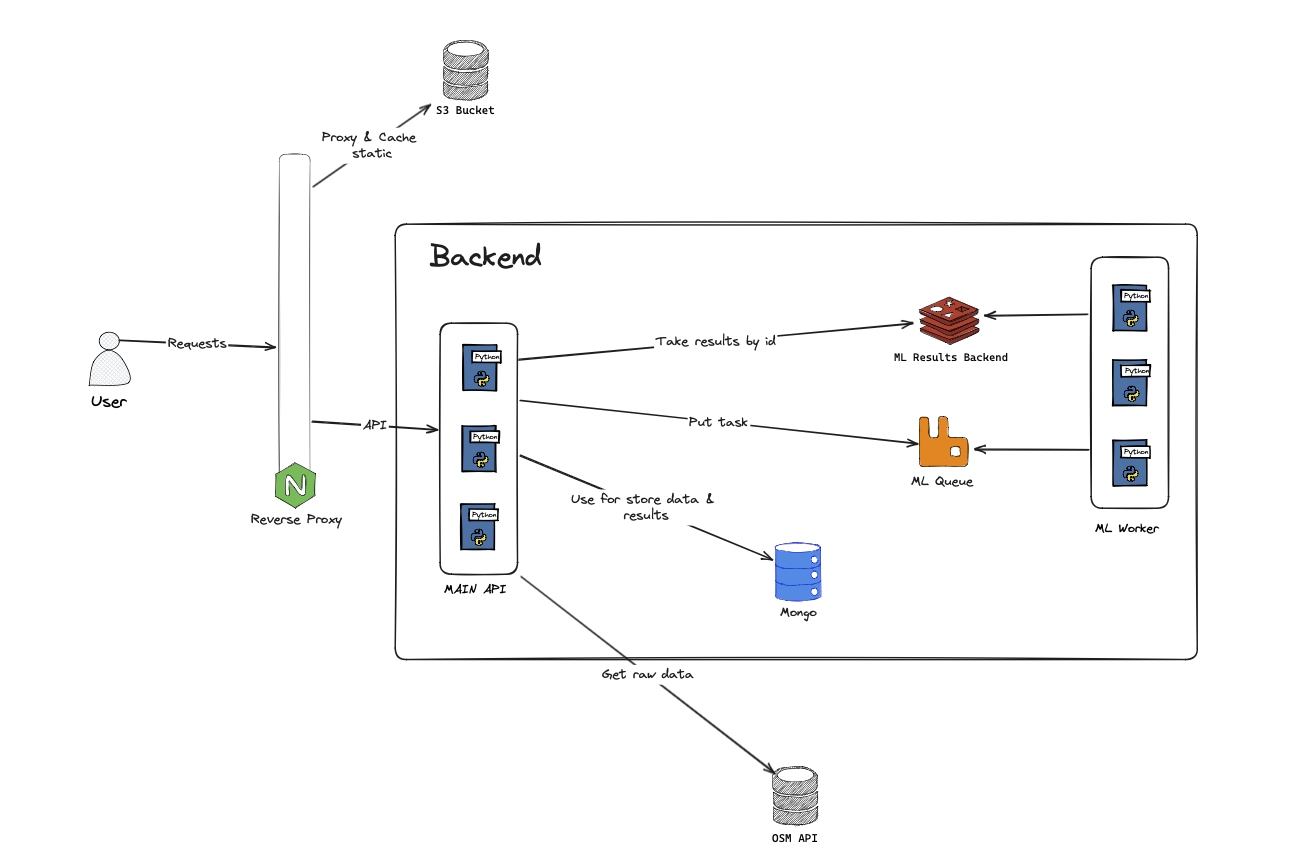 S3 Bucket
Proxy & Cache
static
Backend
Python
Requests
Take results by id
ML Results Backend
Python
Python
User
Python
API
Put task
Python
Python
ML Queue
N
Use for store data &
results
Reverse Proxy
Python
ML Worker
MAIN API
Mongo
Get raw data
OSM API